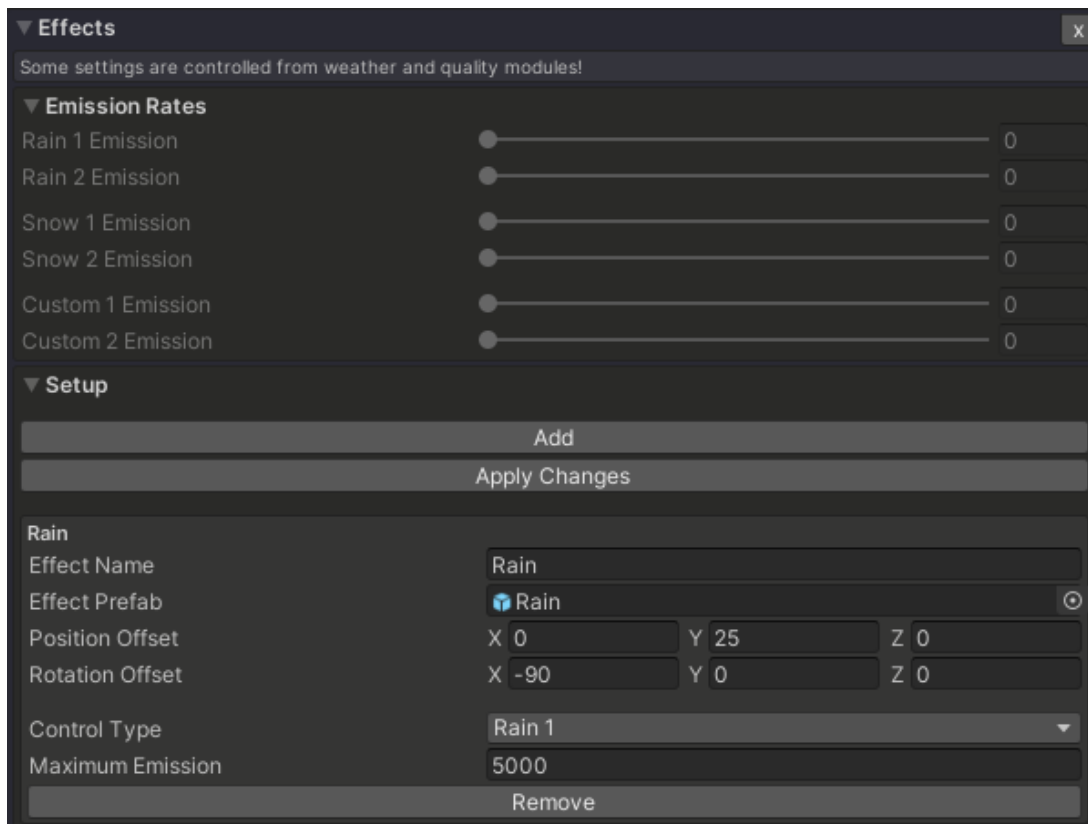 Effects
x
Some settings are controlled from weather and quality modules!
Emission Rates
Rain 1 Emission 0
Rain 2 Emission 0
Snow 1 Emission 0
Snow 2 Emission 0
Custom 1 Emission 0
Custom 2 Emission 0
Setup
Add
Apply Changes
Rain
Effect Name Rain
Effect Prefab Rain
Position Offset X 0 Y 25 Z 0
Rotation Offset X -90 Y 0 Z 0
Control Type Rain 1
Maximum Emission 5000
Remove